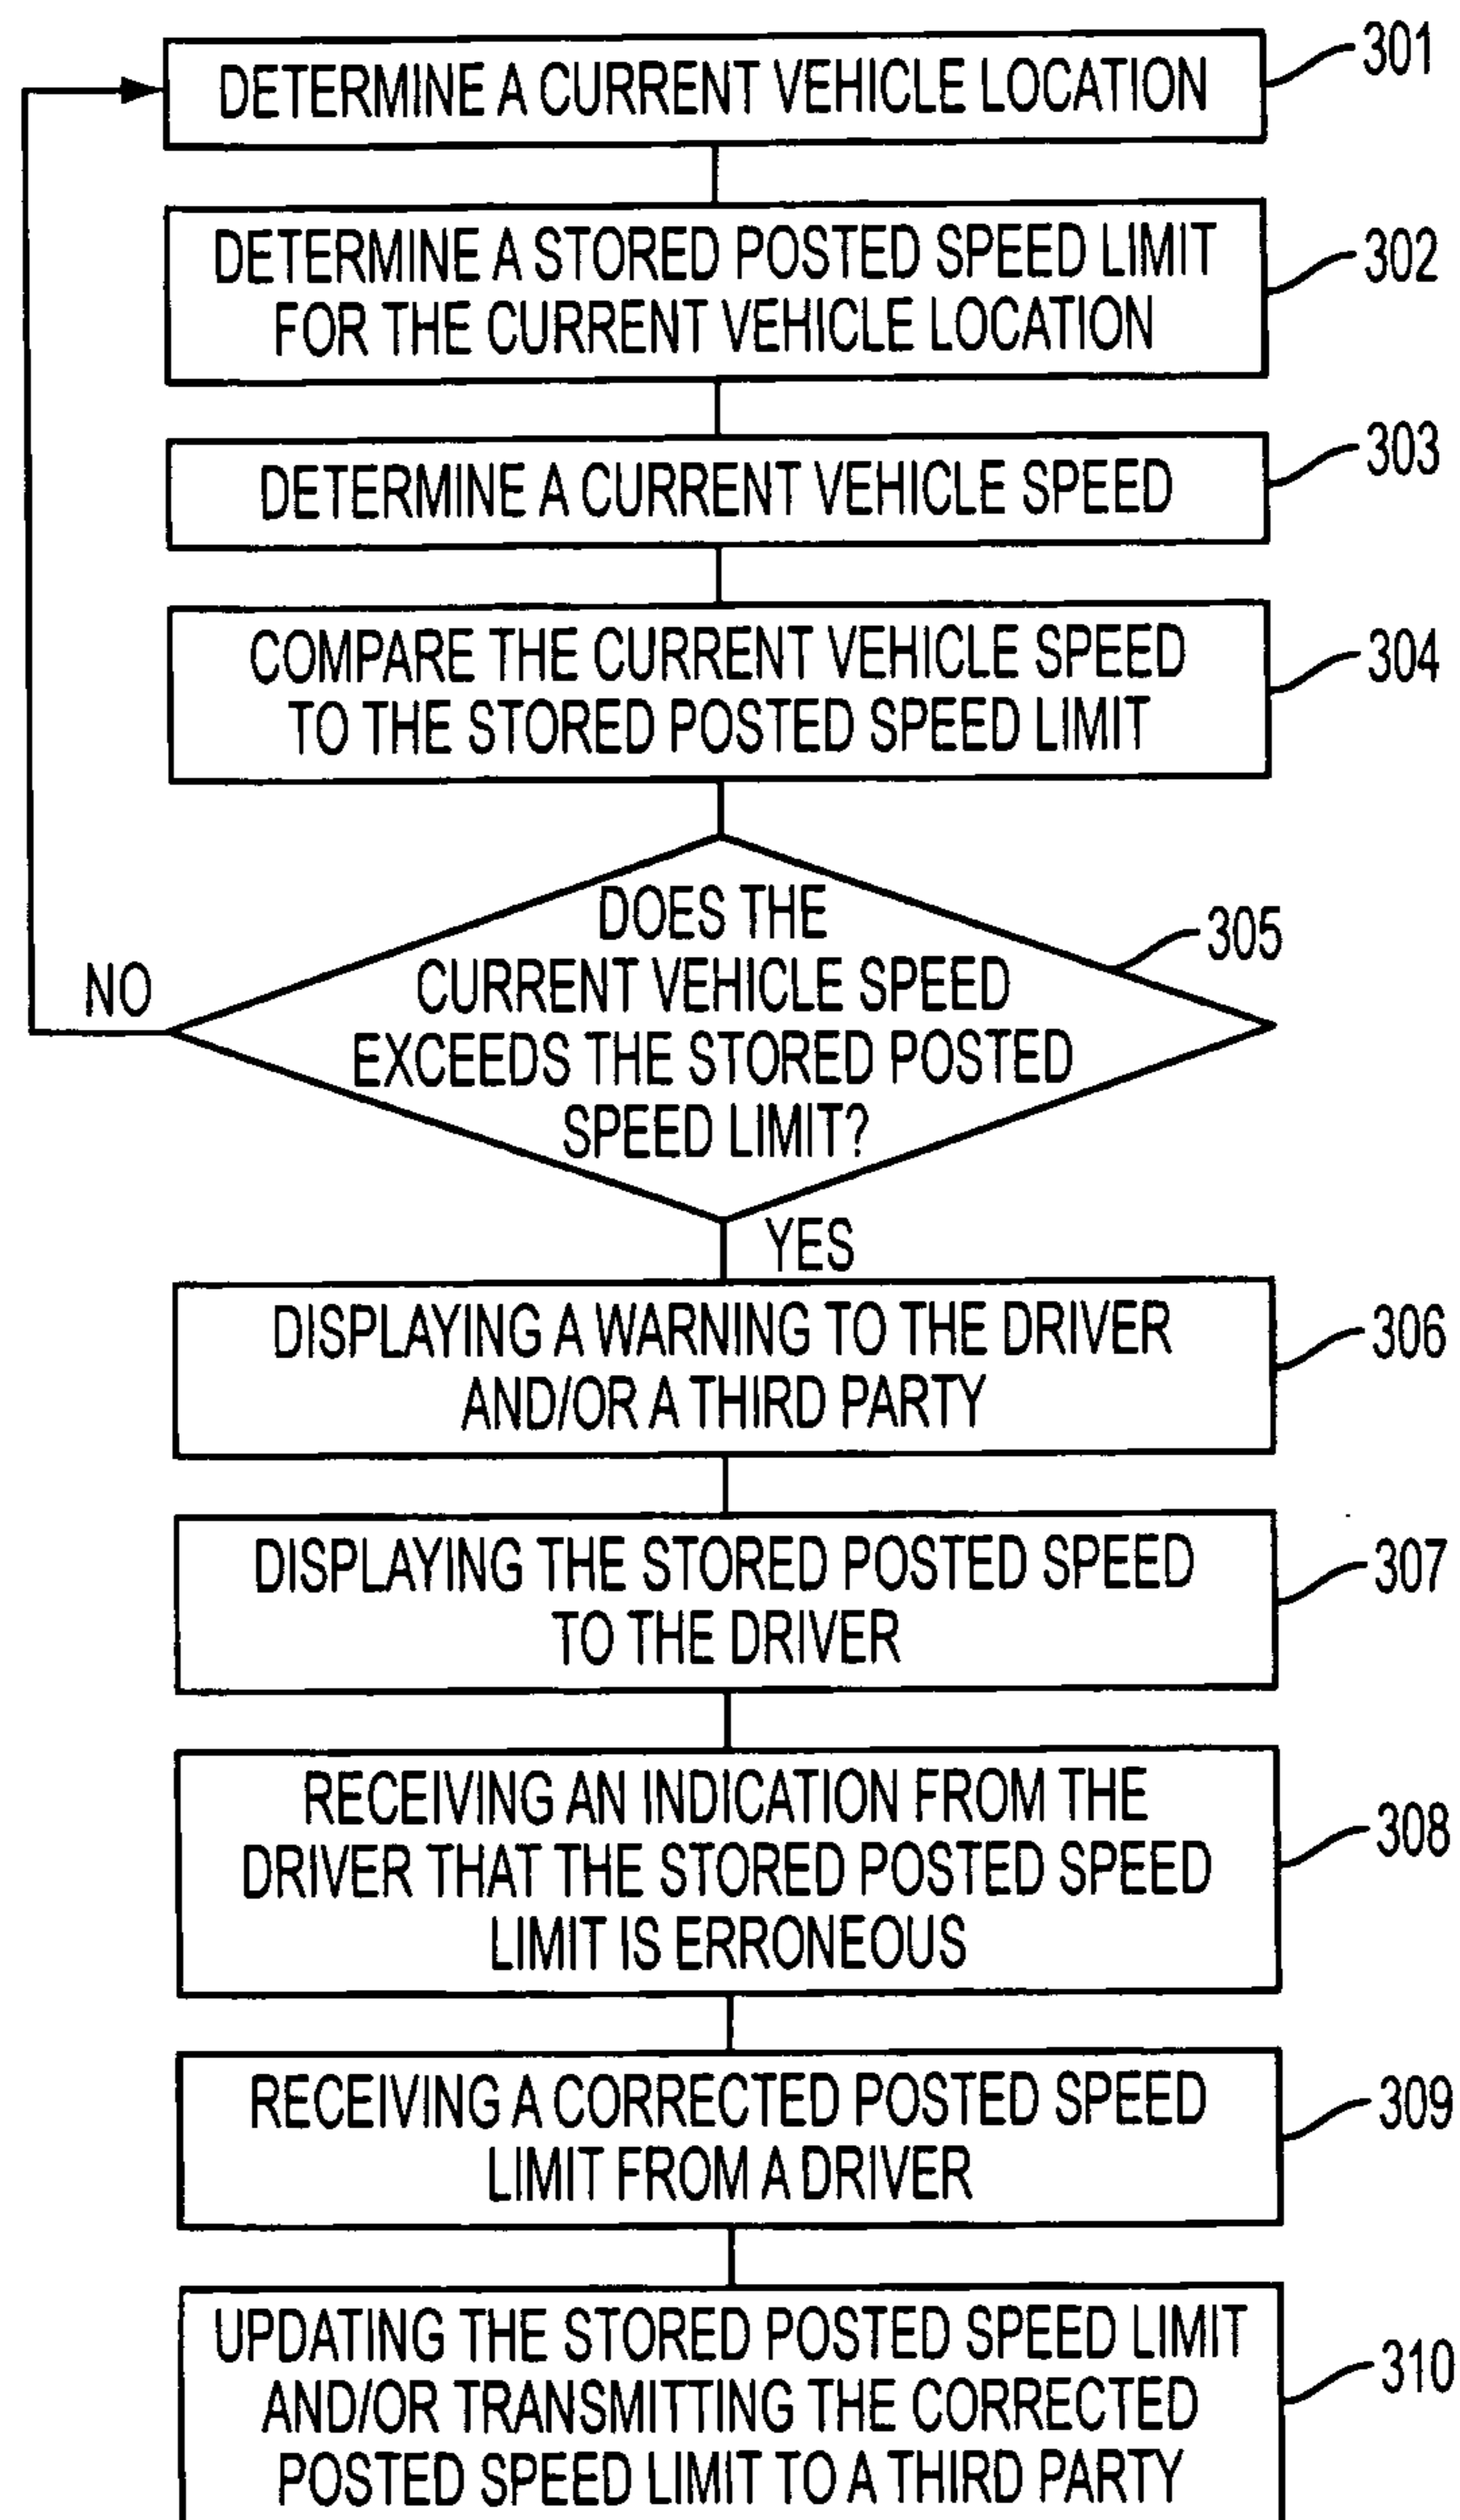 DETERMINE A CURRENT VEHICLE LOCATION
301
DETERMINE A STORED POSTED SPEED LIMIT
FOR THE CURRENT VEHICLE LOCATION
302
DETERMINE A CURRENT VEHICLE SPEED
303
COMPARE THE CURRENT VEHICLE SPEED
TO THE STORED POSTED SPEED LIMIT
304
DOES THE
CURRENT VEHICLE SPEED
EXCEEDS THE STORED POSTED
SPEED LIMIT?
305
NO
YES
DISPLAYING A WARNING TO THE DRIVER
AND/OR A THIRD PARTY
306
DISPLAYING THE STORED POSTED SPEED
TO THE DRIVER
307
RECEIVING AN INDICATION FROM THE
DRIVER THAT THE STORED POSTED SPEED
LIMIT IS ERRONEOUS
308
RECEIVING A CORRECTED POSTED SPEED
LIMIT FROM A DRIVER
309
UPDATING THE STORED POSTED SPEED LIMIT
AND/OR TRANSMITTING THE CORRECTED
POSTED SPEED LIMIT TO A THIRD PARTY
310